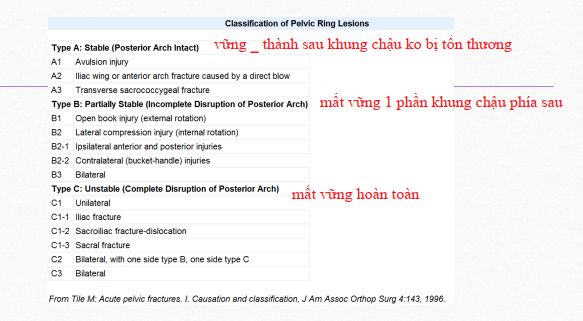 Classification of Pelvic Ring Lesions
Type A: Stable (Posterior Arch Intact) vững _ thành sau khung chậu ko bị tổn thương
A1 Avulsion injury
A2 Iliac wing or anterior arch fracture caused by a direct blow
A3 Transverse sacrococcygeal fracture
Type B: Partially Stable (Incomplete Disruption of Posterior Arch) mất vững 1 phần khung chậu phía sau
B1 Open book injury (external rotation)
B2 Lateral compression injury (internal rotation)
B2-1 Ipsilateral anterior and posterior injuries
B2-2 Contralateral (bucket-handle) injuries
B3 Bilateral
Type C: Unstable (Complete Disruption of Posterior Arch) mất vững hoàn toàn
C1 Unilateral
C1-1 Iliac fracture
C1-2 Sacroiliac fracture-dislocation
C1-3 Sacral fracture
C2 Bilateral, with one side type B, one side type C
C3 Bilateral
From Tile M: Acute pelvic fractures. I. Causation and classification, J Am Assoc Orthop Surg 4:143, 1996.